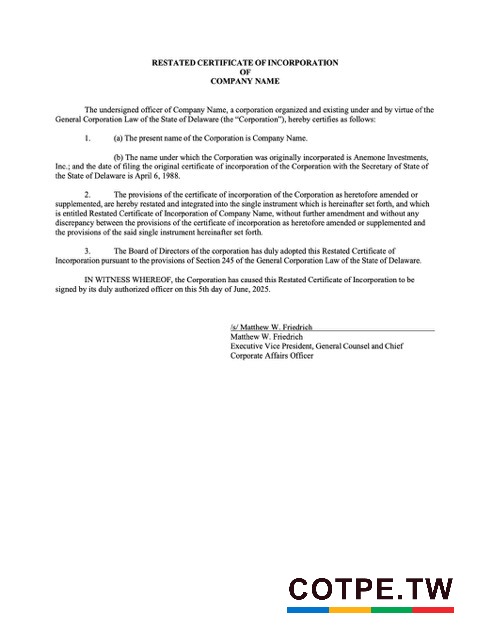 RESTATED CERTIFICATE OF INCORPORATION
OF
COMPANY NAME
The undersigned officer of Company Name, a corporation organized and existing under and by virtue of the
General Corporation Law of the State of Delaware (the “Corporation”), hereby certifies as follows:
1. (a) The present name of the Corporation is Company Name.
(b) The name under which the Corporation was originally incorporated is Anemone Investments,
Inc.; and the date of filing the original certificate of incorporation of the Corporation with the Secretary of State of
the State of Delaware is April 6, 1988.
2. The provisions of the certificate of incorporation of the Corporation as heretofore amended or
supplemented, are hereby restated and integrated into the single instrument which is hereinafter set forth, and which
is entitled Restated Certificate of Incorporation of Company Name, without further amendment and without any
discrepancy between the provisions of the certificate of incorporation as heretofore amended or supplemented and
the provisions of the said single instrument hereinafter set forth.
3. The Board of Directors of the corporation has duly adopted this Restated Certificate of
Incorporation pursuant to the provisions of Section 245 of the General Corporation Law of the State of Delaware.
IN WITNESS WHEREOF, the Corporation has caused this Restated Certificate of Incorporation to be
signed by its duly authorized officer on this 5th day of June, 2025.
/s/ Matthew W. Friedrich
Matthew W. Friedrich
Executive Vice President, General Counsel and Chief
Corporate Affairs Officer
COTPE.TW